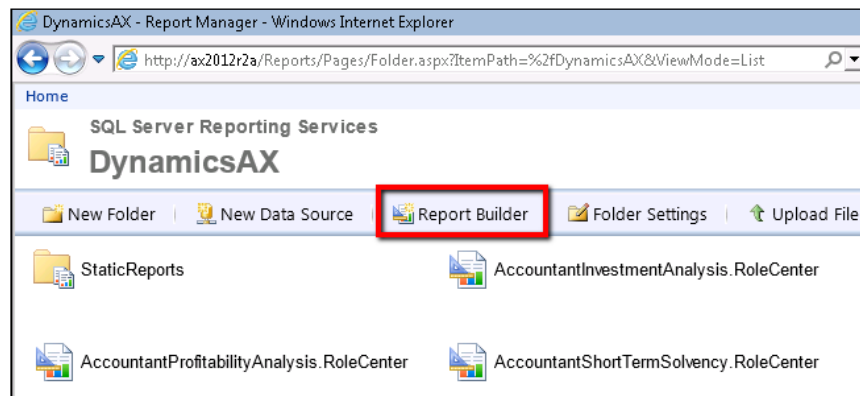 DynamicsAX - Report Manager - Windows Internet Explorer
http://ax2012r2a/Reports/Pages/Folder.aspx?ItemPath=%2fDynamicsAX&ViewMode=List
Home
SQL Server Reporting Services
DynamicsAX
New Folder New Data Source Report Builder Folder Settings Upload File
StaticReports AccountantInvestmentAnalysis.RoleCenter
AccountantProfitabilityAnalysis.RoleCenter AccountantShortTermSolvency.RoleCenter